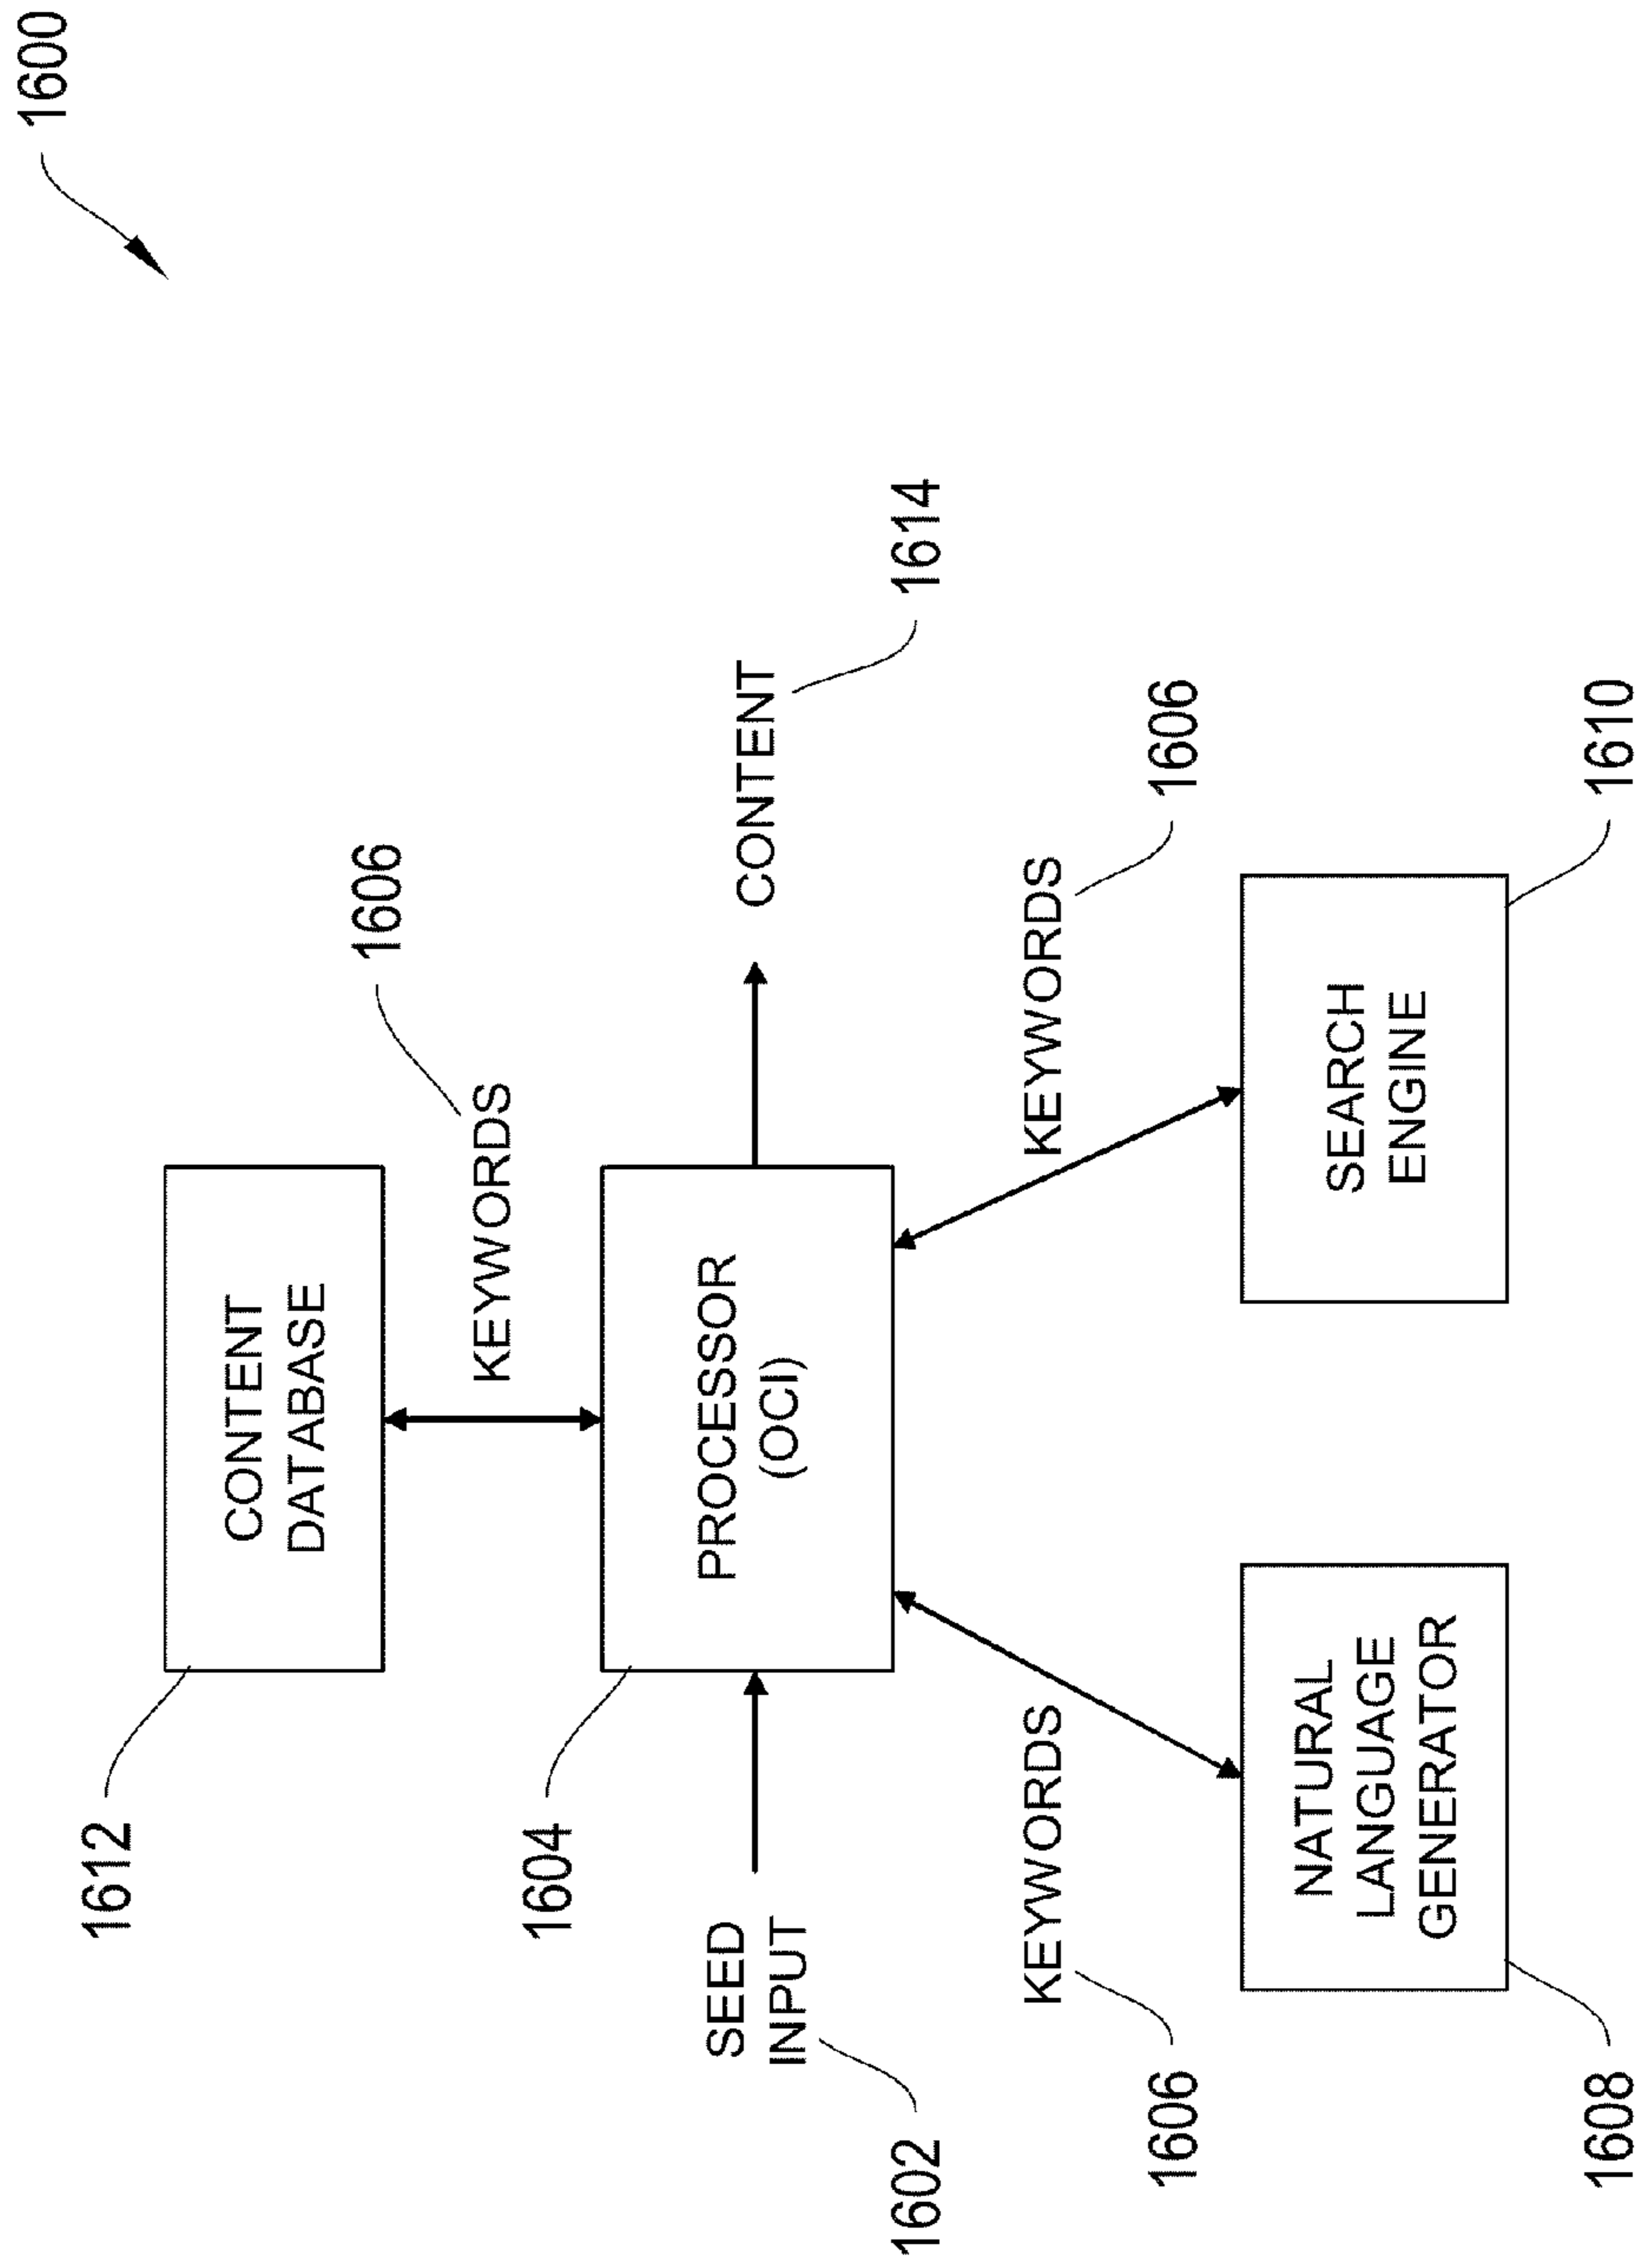 1600
1612
CONTENT
DATABASE
KEYWORDS
1606
1604
SEED
INPUT
1602
PROCESSOR
(OCI)
CONTENT
1614
KEYWORDS
1606
KEYWORDS
1606
NATURAL
LANGUAGE
GENERATOR
1608
SEARCH
ENGINE
1610